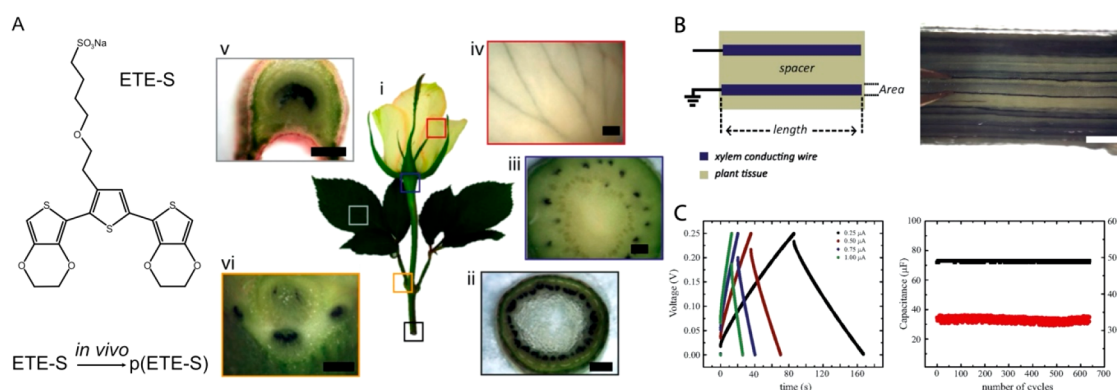 A
SO₃Na
ETE-S
O
S
S
S
O
O
O
O
ETE-S in vivo p(ETE-S)
v
i
iv
iii
vi
ii
B
spacer
Area
length
xylem conducting wire
plant tissue
C
Voltage (V)
0.25
0.20
0.15
0.10
0.05
0.00
0.25 μA
0.50 μA
0.75 μA
1.00 μA
0 40 80 120 160
time (s)
Capacitance (μF)
100
80
60
40
20
0 100 200 300 400 500 600 700
number of cycles
60
50
40
30
20